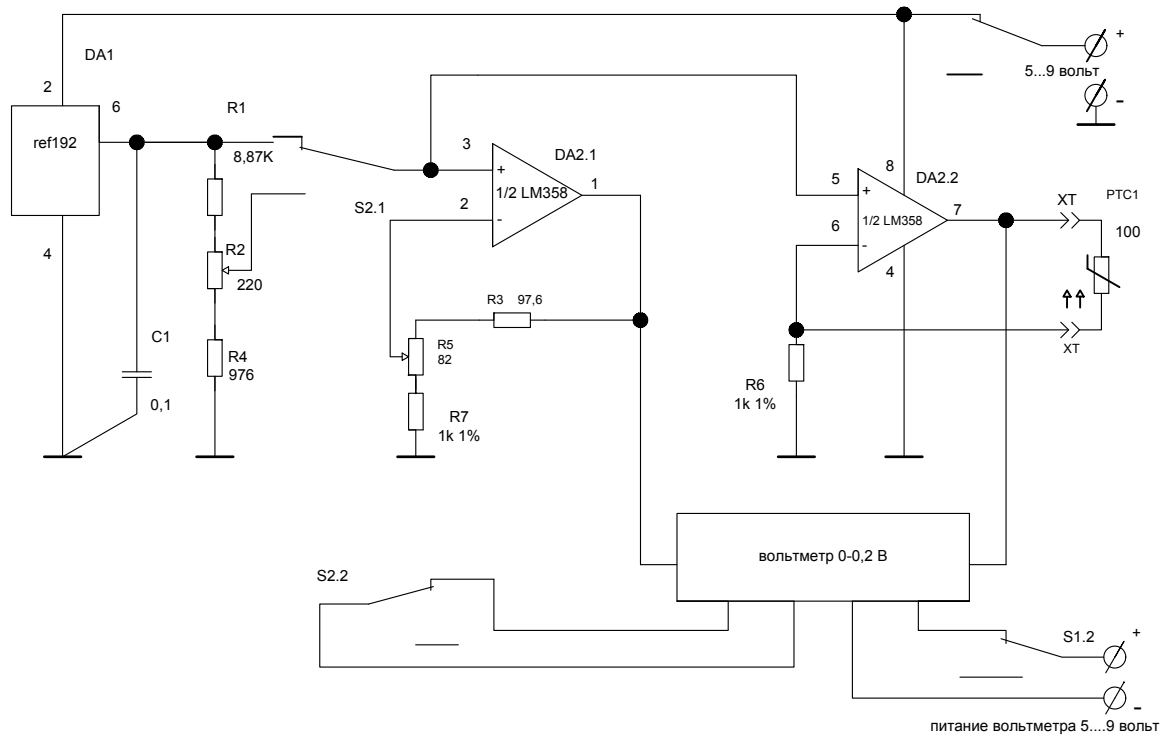 DA1
2
6
ref192
4
R1
8,87K
R2
220
R4
976
C1
0,1
S2.1
3
2
+
-
1/2 LM358
DA2.1
1
R3 97,6
R5
82
R7
1k 1%
5
6
+
-
1/2 LM358
8
DA2.2
7
4
R6
1k 1%
XT
PTC1
100
XT
+
5...9 вольт
-
вольтметр 0-0,2 В
S2.2
S1.2
+
-
питание вольтметра 5....9 вольт